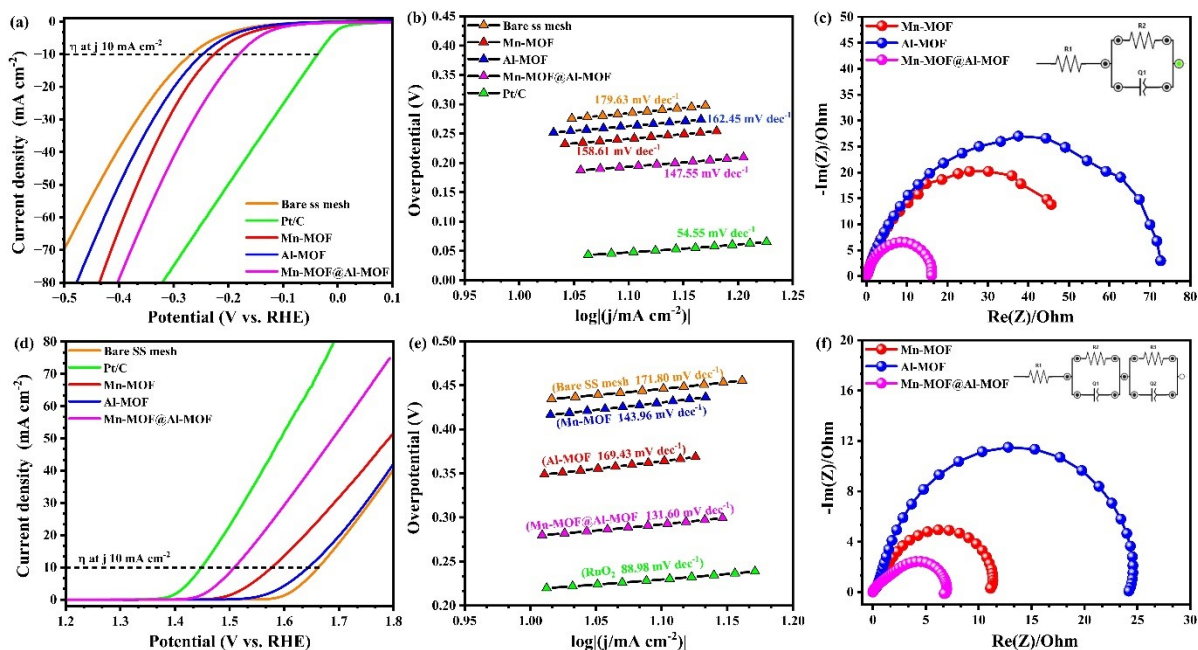 (a)
η at j 10 mA cm⁻²
Bare ss mesh
Pt/C
Mn-MOF
Al-MOF
Mn-MOF@Al-MOF
Current density (mA cm⁻²)
0
−10
−20
−30
−40
−50
−60
−70
−80
−0.5 −0.4 −0.3 −0.2 −0.1 0.0 0.1
Potential (V vs. RHE)
(b)
Bare ss mesh
Mn-MOF
Al-MOF
Mn-MOF@Al-MOF
Pt/C
179.63 mV dec⁻¹
162.45 mV dec⁻¹
158.61 mV dec⁻¹
147.55 mV dec⁻¹
54.55 mV dec⁻¹
Overpotential (V)
0.50
0.45
0.40
0.35
0.30
0.25
0.20
0.15
0.10
0.05
0.00
0.95 1.00 1.05 1.10 1.15 1.20 1.25
log|(j/mA cm⁻²)|
(c)
Mn-MOF
Al-MOF
Mn-MOF@Al-MOF
R1
R2
Q1
-Im(Z)/Ohm
-50
40
30
20
10
0
0 10 20 30 40 50 60 70 80
Re(Z)/Ohm
(d)
Bare SS mesh
Pt/C
Mn-MOF
Al-MOF
Mn-MOF@Al-MOF
η at j 10 mA cm⁻²
Current density (mA cm⁻²)
80
70
60
50
40
30
20
10
0
1.2 1.3 1.4 1.5 1.6 1.7 1.8
Potential (V vs. RHE)
(e)
(Bare SS mesh 171.80 mV dec⁻¹)
(Mn-MOF 143.96 mV dec⁻¹)
(Al-MOF 169.43 mV dec⁻¹)
(Mn-MOF@Al-MOF 131.60 mV dec⁻¹)
(RuO₂ 88.98 mV dec⁻¹)
Overpotential (V)
0.50
0.45
0.40
0.35
0.30
0.25
0.20
0.95 1.00 1.05 1.10 1.15 1.20
log|(j/mA cm⁻²)|
(f)
Mn-MOF
Al-MOF
Mn-MOF@Al-MOF
R1
R2
R3
Q1
Q2
-Im(Z)/Ohm
20
16
12
8
4
0
0 5 10 15 20 25 30
Re(Z)/Ohm